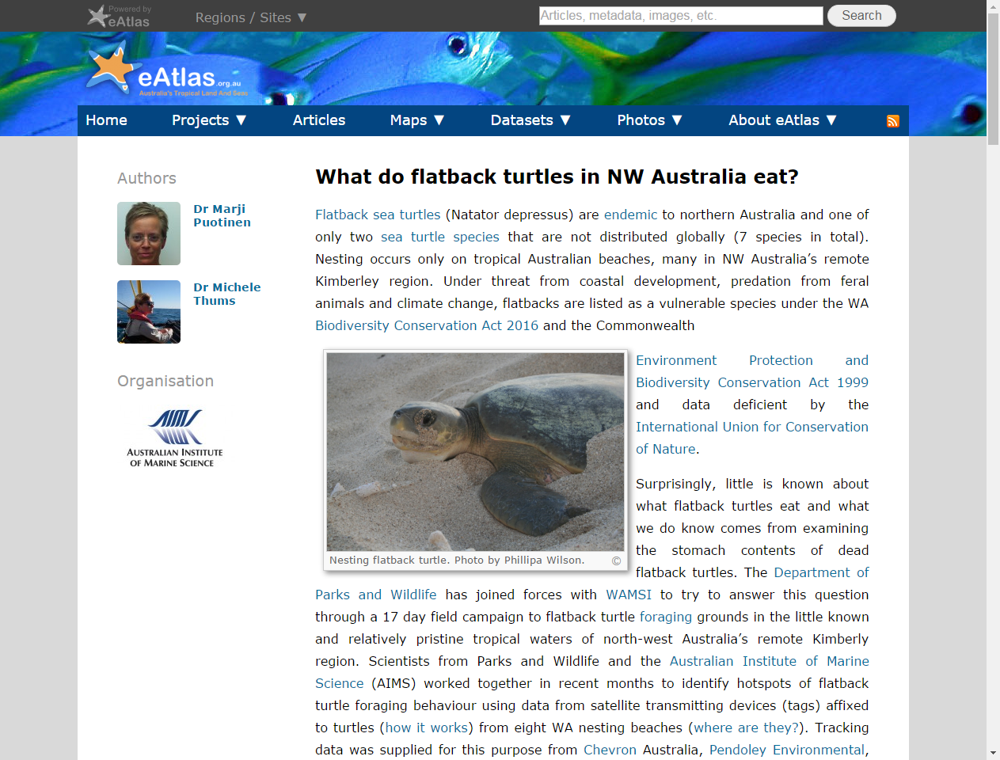 Powered by
eAtlas
Regions / Sites ▼
Articles, metadata, images, etc.
Search
eAtlas.org.au
Australia's Tropical Land And Seas
Home
Projects ▼
Articles
Maps ▼
Datasets ▼
Photos ▼
About eAtlas ▼
Authors
Dr Marji
Puotinen
Dr Michele
Thums
Organisation
AIMS
AUSTRALIAN INSTITUTE
OF MARINE SCIENCE
What do flatback turtles in NW Australia eat?
Flatback sea turtles (Natator depressus) are endemic to northern Australia and one of
only two sea turtle species that are not distributed globally (7 species in total).
Nesting occurs only on tropical Australian beaches, many in NW Australia’s remote
Kimberley region. Under threat from coastal development, predation from feral
animals and climate change, flatbacks are listed as a vulnerable species under the WA
Biodiversity Conservation Act 2016 and the Commonwealth
Environment Protection and
Biodiversity Conservation Act 1999
and data deficient by the
International Union for Conservation
of Nature.
Nesting flatback turtle. Photo by Phillipa Wilson. ©
Surprisingly, little is known about
what flatback turtles eat and what
we do know comes from examining
the stomach contents of dead
flatback turtles. The Department of
Parks and Wildlife has joined forces with WAMSI to try to answer this question
through a 17 day field campaign to flatback turtle foraging grounds in the little known
and relatively pristine tropical waters of north-west Australia’s remote Kimberly
region. Scientists from Parks and Wildlife and the Australian Institute of Marine
Science (AIMS) worked together in recent months to identify hotspots of flatback
turtle foraging behaviour using data from satellite transmitting devices (tags) affixed
to turtles (how it works) from eight WA nesting beaches (where are they?). Tracking
data was supplied for this purpose from Chevron Australia, Pendoley Environmental,